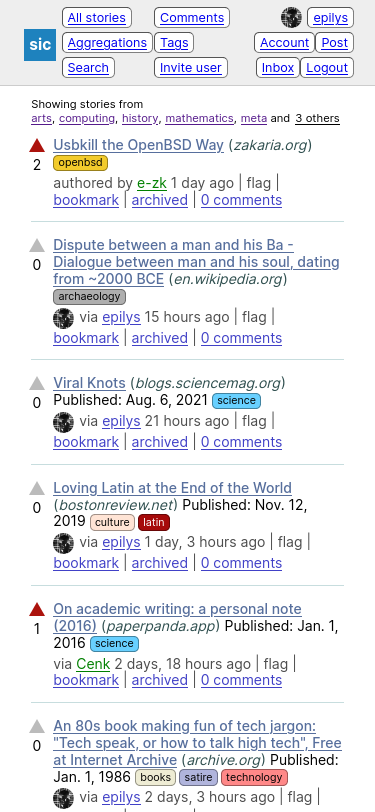 All stories Comments epilys
sic Aggregations Tags Account Post
Search Invite user Inbox Logout
Showing stories from
arts, computing, history, mathematics, meta and 3 others
Usbkill the OpenBSD Way (zakaria.org)
2 openbsd
authored by e-zk 1 day ago | flag |
bookmark | archived | 0 comments
Dispute between a man and his Ba -
0 Dialogue between man and his soul, dating
from ~2000 BCE (en.wikipedia.org)
archaeology
via epilys 15 hours ago | flag |
bookmark | archived | 0 comments
Viral Knots (blogs.sciencemag.org)
0 Published: Aug. 6, 2021 science
via epilys 21 hours ago | flag |
bookmark | archived | 0 comments
Loving Latin at the End of the World
0 (bostonreview.net) Published: Nov. 12,
2019 culture latin
via epilys 1 day, 3 hours ago | flag |
bookmark | archived | 0 comments
On academic writing: a personal note
1 (2016) (paperpanda.app) Published: Jan. 1,
2016 science
via Cenk 2 days, 18 hours ago | flag |
bookmark | archived | 0 comments
An 80s book making fun of tech jargon:
0 "Tech speak, or how to talk high tech", Free
at Internet Archive (archive.org) Published:
Jan. 1, 1986 books satire technology
via epilys 2 days, 3 hours ago | flag |